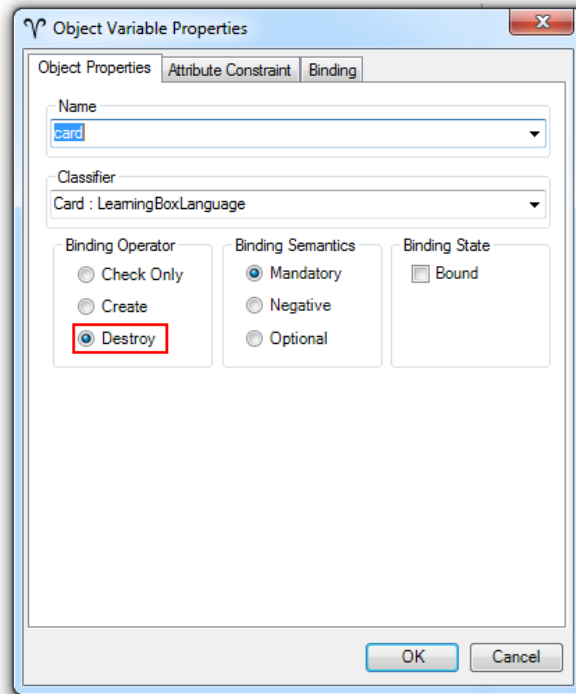 Object Variable Properties
Object Properties Attribute Constraint Binding
Name
card
Classifier
Card : LearningBoxLanguage
Binding Operator Binding Semantics Binding State
Check Only Mandatory Bound
Create Negative
Destroy Optional
OK Cancel